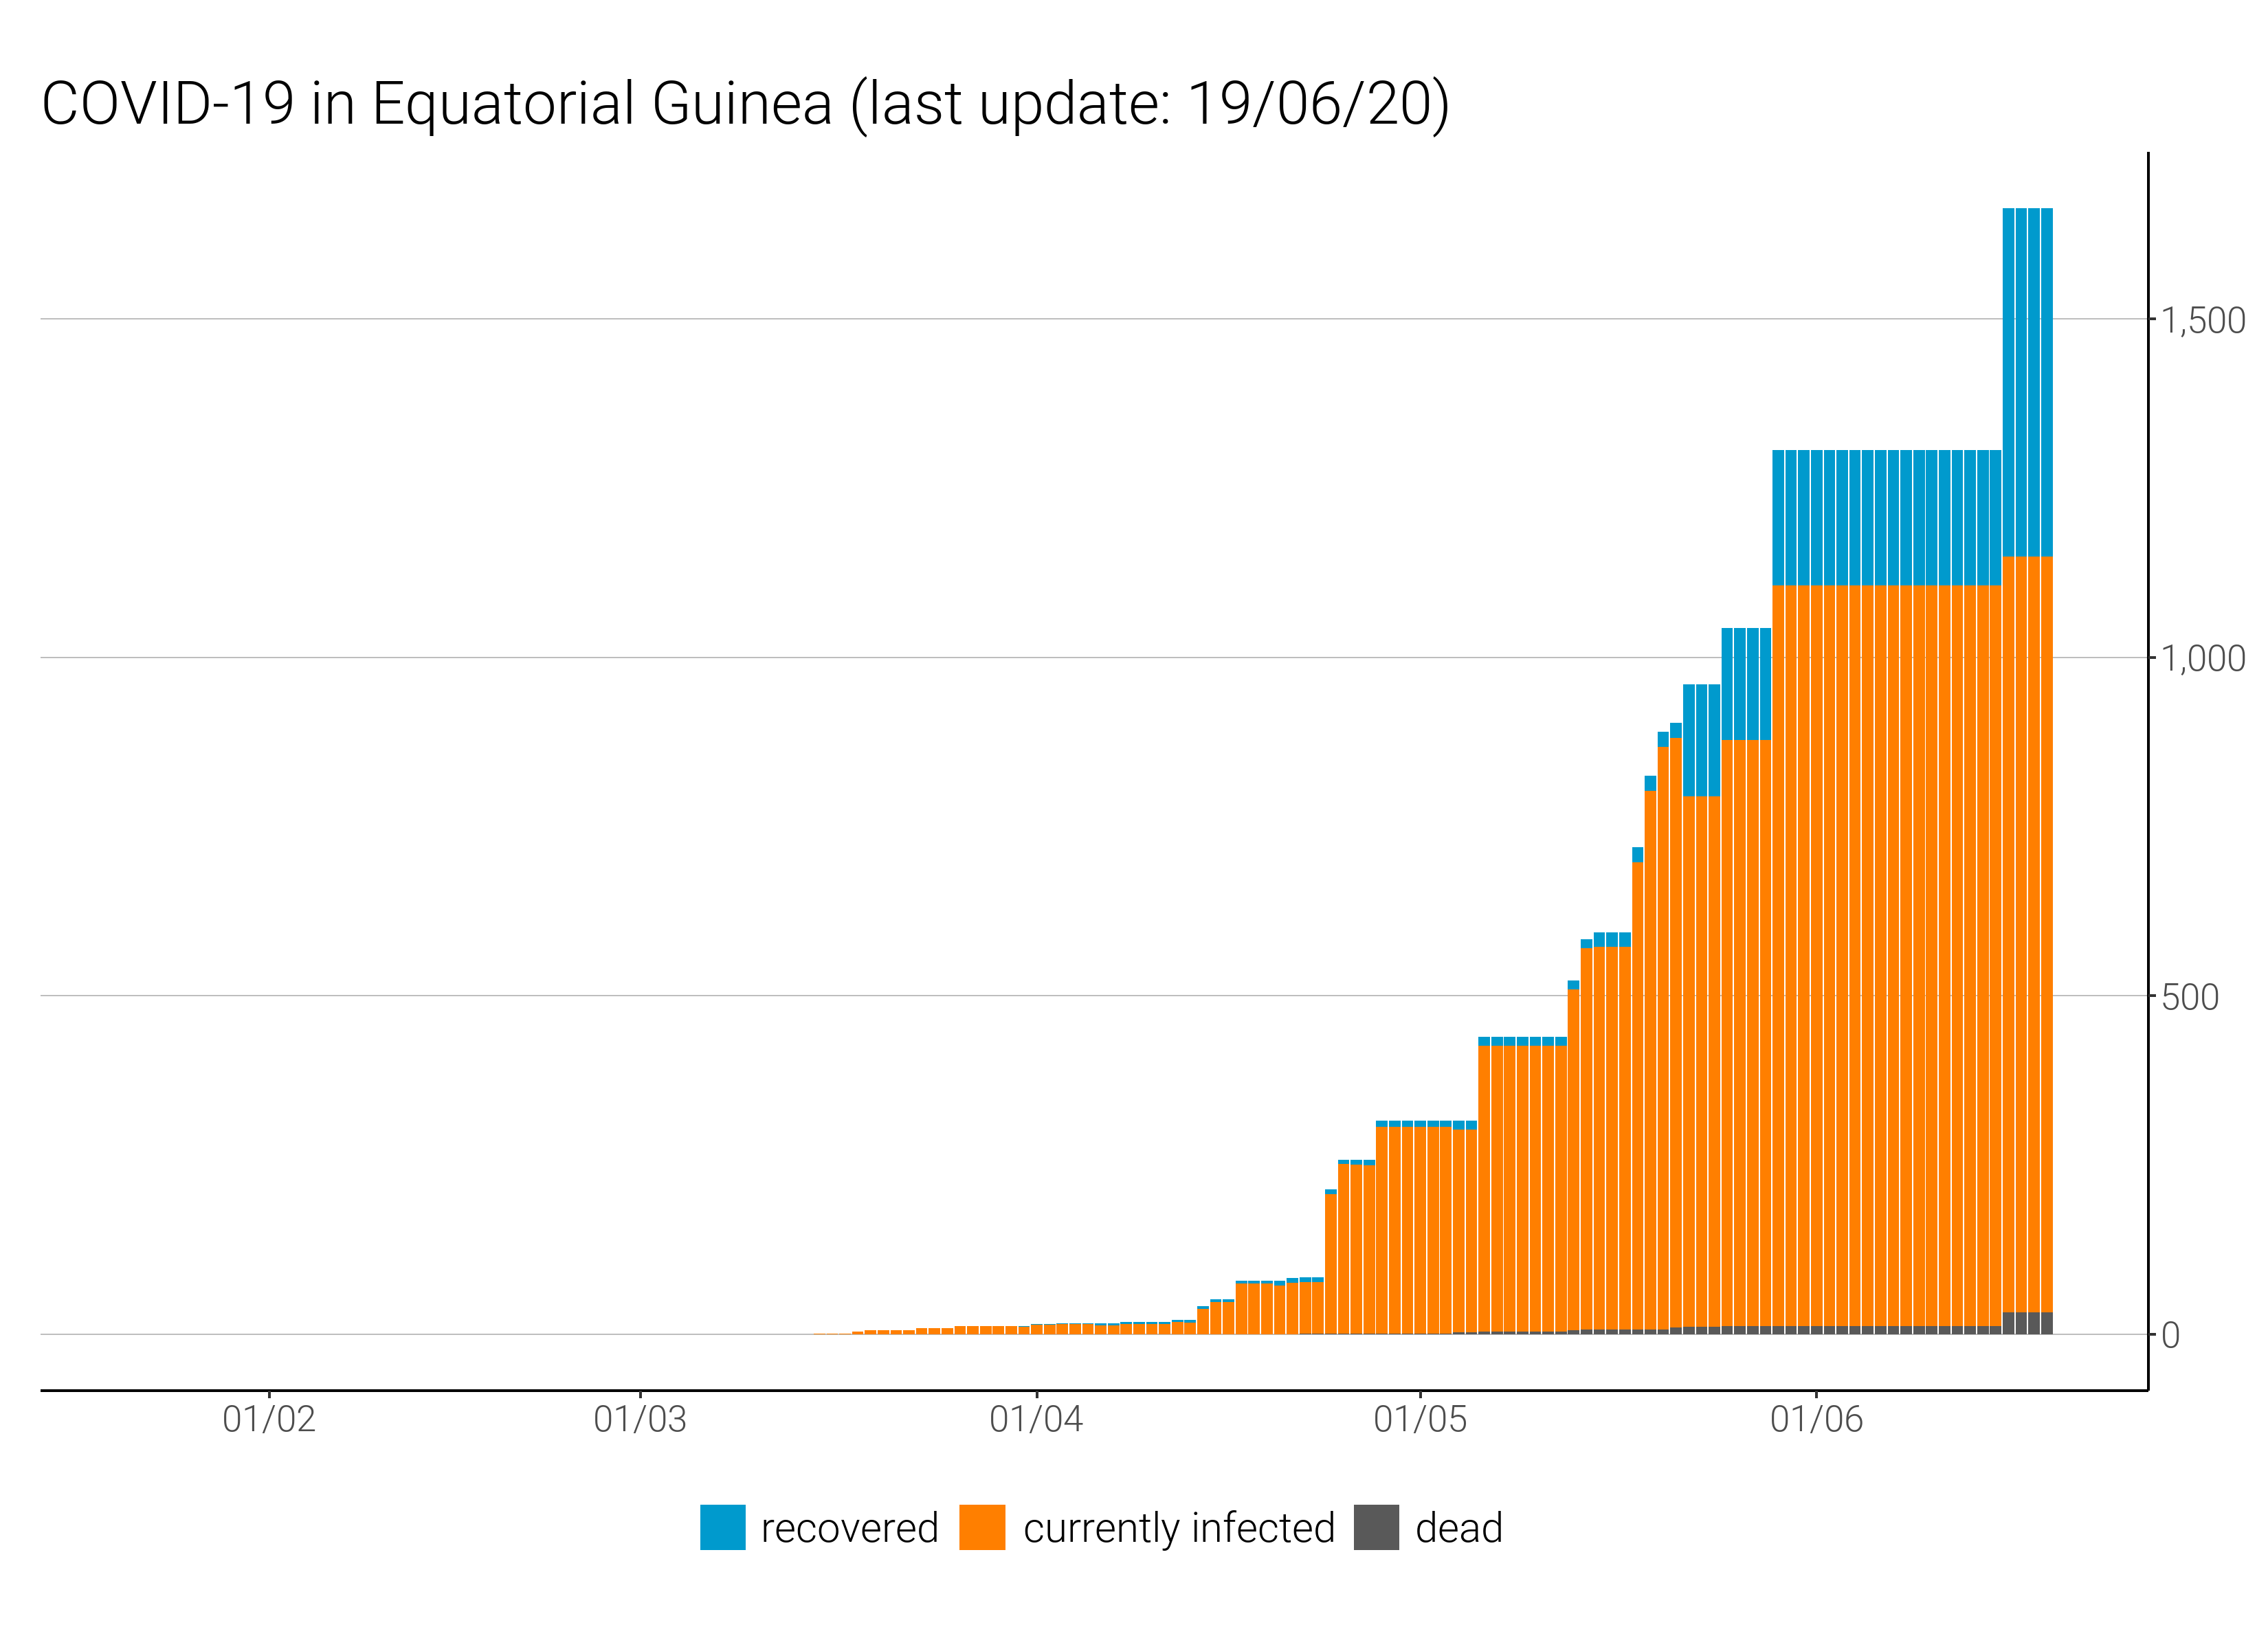 COVID-19 in Equatorial Guinea (last update: 19/06/20)
1,500
1,000
500
0
01/02 01/03 01/04 01/05 01/06
recovered currently infected dead